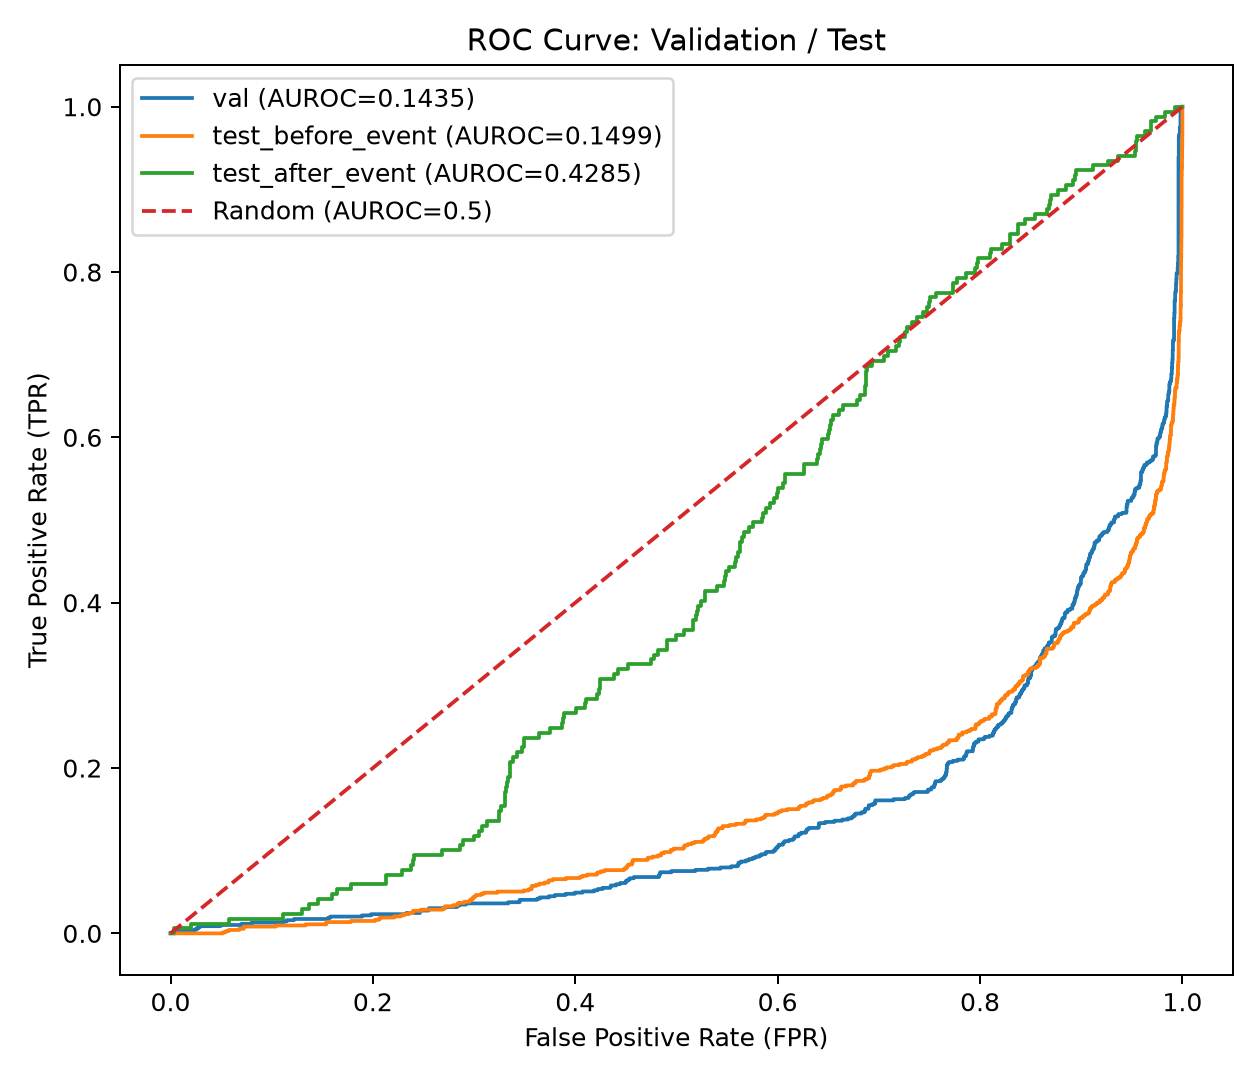 ROC Curve: Validation / Test
val (AUROC=0.1435)
test_before_event (AUROC=0.1499)
test_after_event (AUROC=0.4285)
Random (AUROC=0.5)
True Positive Rate (TPR)
1.0
0.8
0.6
0.4
0.2
0.0
0.0 0.2 0.4 0.6 0.8 1.0
False Positive Rate (FPR)